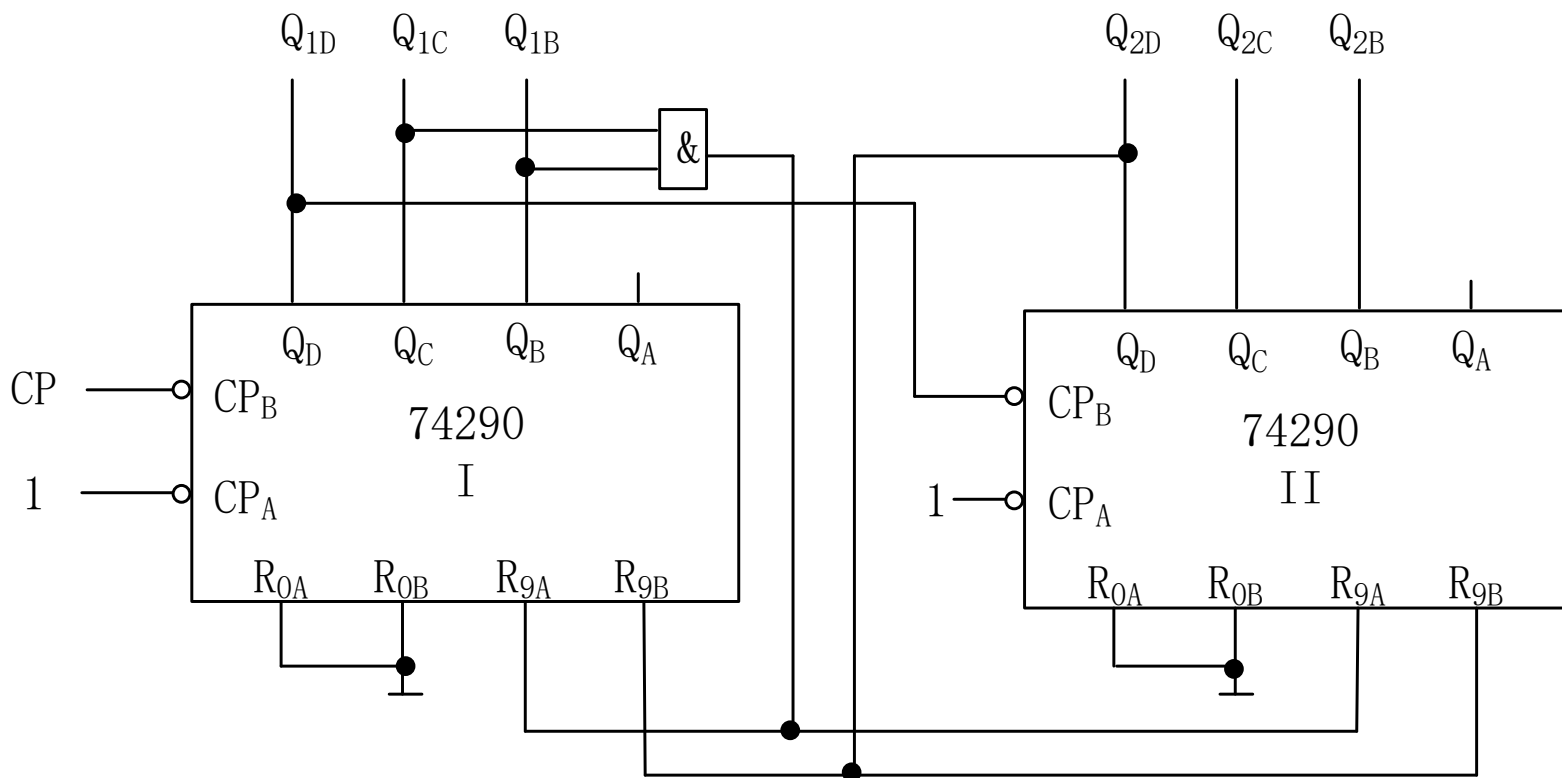 Q1D Q1C Q1B Q2D Q2C Q2B
&
QD QC QB QA
CP CPB
74290
I
1 CPA
R0A R0B R9A R9B
QD QC QB QA
CPB
74290
II
1 CPA
R0A R0B R9A R9B